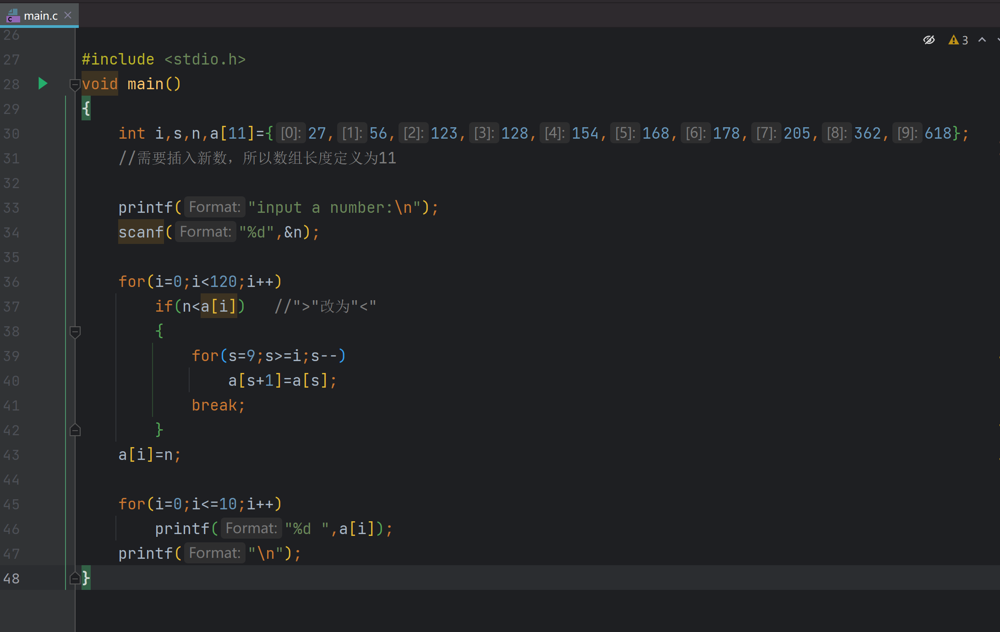 main.c
3
26
27 #include <stdio.h>
28 void main()
29 {
30 int i,s,n,a[11]={[0]:27,[1]:56,[2]:123,[3]:128,[4]:154,[5]:168,[6]:178,[7]:205,[8]:362,[9]:618};
31 //需要插入新数，所以数组长度定义为11
32
33 printf(Format:"input a number:\n");
34 scanf(Format:"%d",&n);
35
36 for(i=0;i<120;i++)
37 if(n<a[i]) //">"改为"<"
38 {
39 for(s=9;s>=i;s--)
40 a[s+1]=a[s];
41 break;
42 }
43 a[i]=n;
44
45 for(i=0;i<=10;i++)
46 printf(Format:"%d ",a[i]);
47 printf(Format:"\n");
48 }